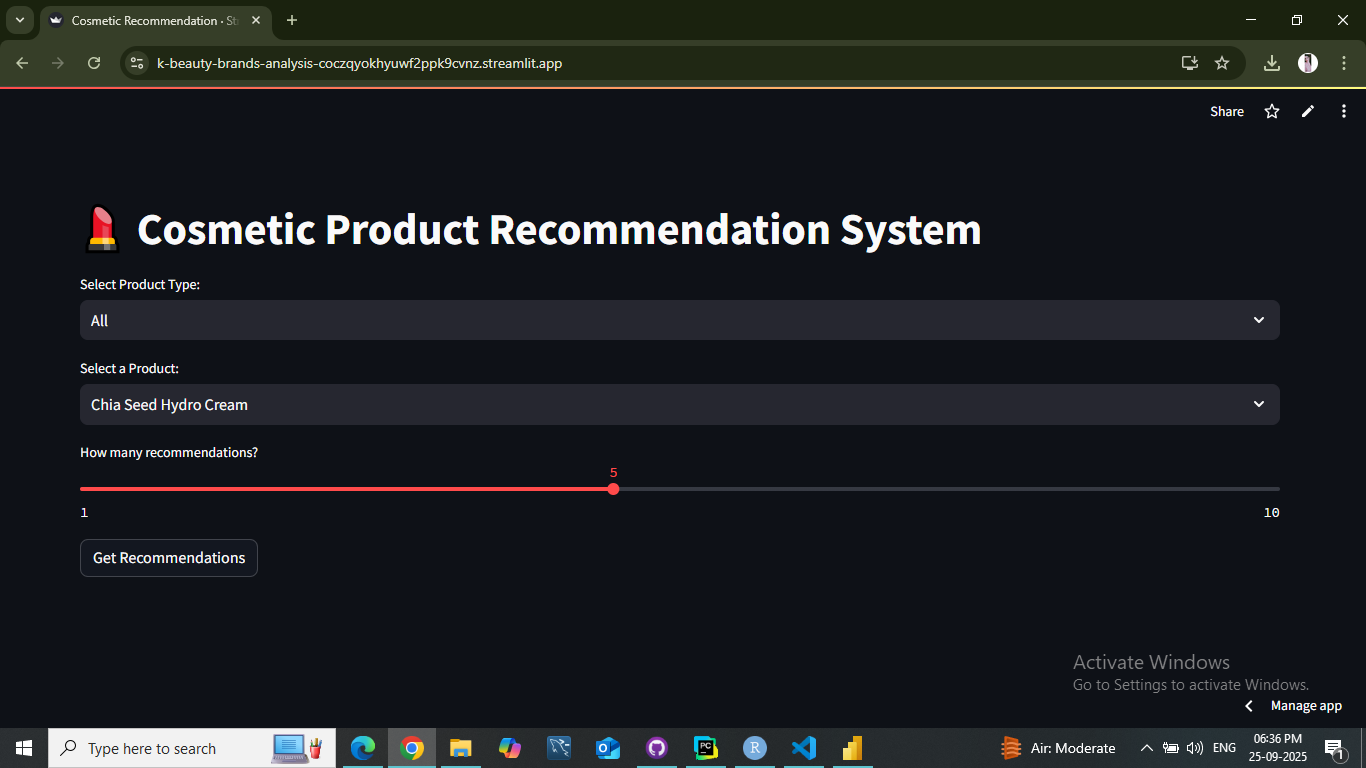 Cosmetic Recommendation · St
k-beauty-brands-analysis-coczqyokhyuwf2ppk9cvnz.streamlit.app
Share
Cosmetic Product Recommendation System
Select Product Type:
All
Select a Product:
Chia Seed Hydro Cream
How many recommendations?
5
1 10
Get Recommendations
Activate Windows
Go to Settings to activate Windows.
Manage app
Type here to search
PC
R
Air: Moderate
ENG
06:36 PM
25-09-2025
1